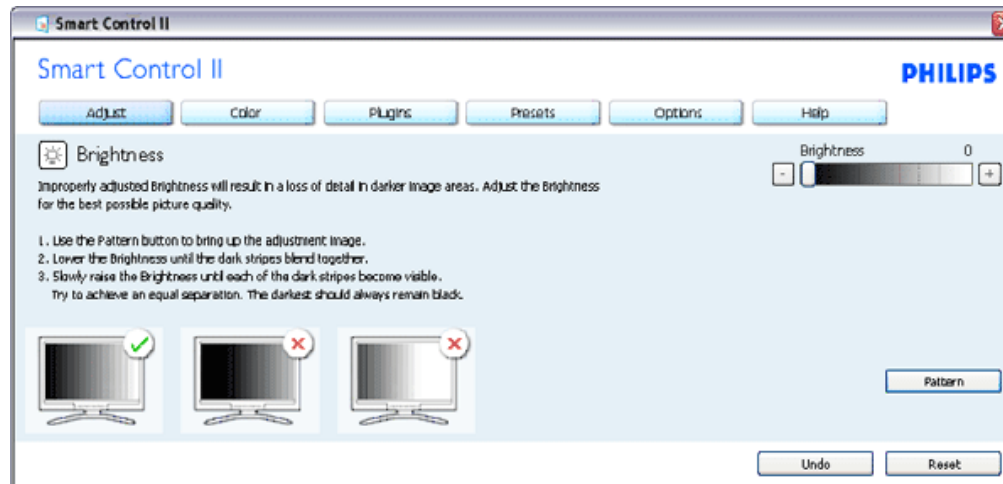 Smart Control II
Smart Control II
PHILIPS
Adjust Color Plugins Presets Options Help
Brightness
Brightness 0
- +
Improperly adjusted Brightness will result in a loss of detail in darker image areas. Adjust the Brightness
for the best possible picture quality.
1. Use the Pattern button to bring up the adjustment image.
2. Lower the Brightness until the dark stripes blend together.
3. Slowly raise the Brightness until each of the dark stripes become visible.
Try to achieve an equal separation. The darkest should always remain black.
Pattern
Undo Reset